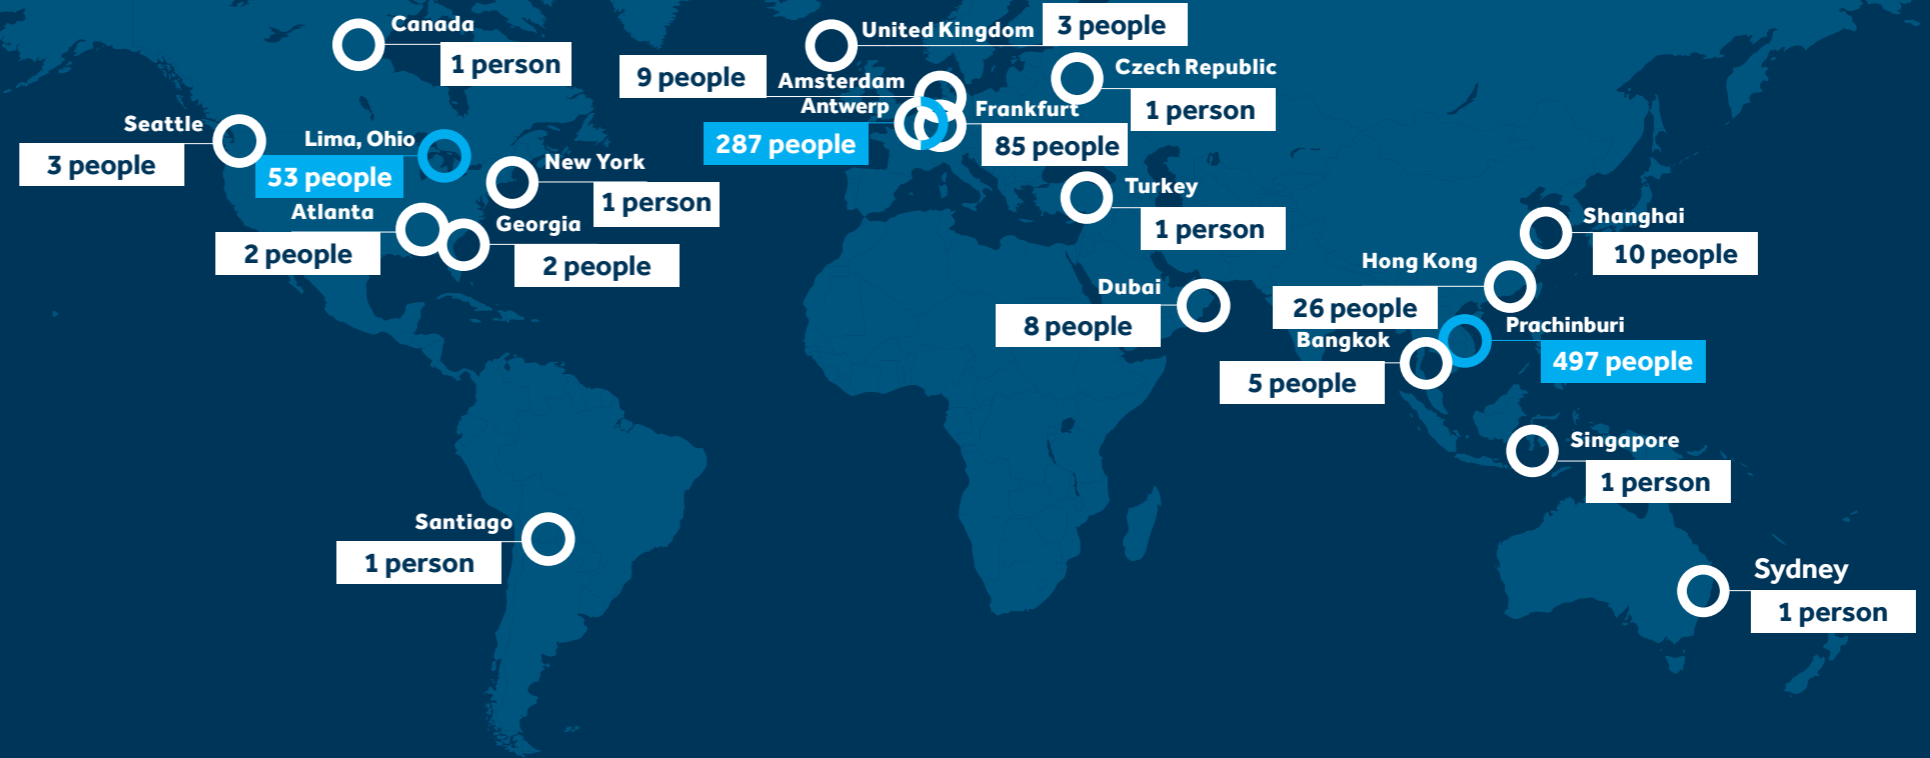 Canada
1 person
United Kingdom
3 people
9 people
Amsterdam
Czech Republic
1 person
Antwerp
287 people
Frankfurt
85 people
Seattle
3 people
Lima, Ohio
53 people
New York
1 person
Atlanta
2 people
Georgia
2 people
Turkey
1 person
Shanghai
10 people
Hong Kong
26 people
Dubai
8 people
Prachinburi
497 people
Bangkok
5 people
Singapore
1 person
Santiago
1 person
Sydney
1 person